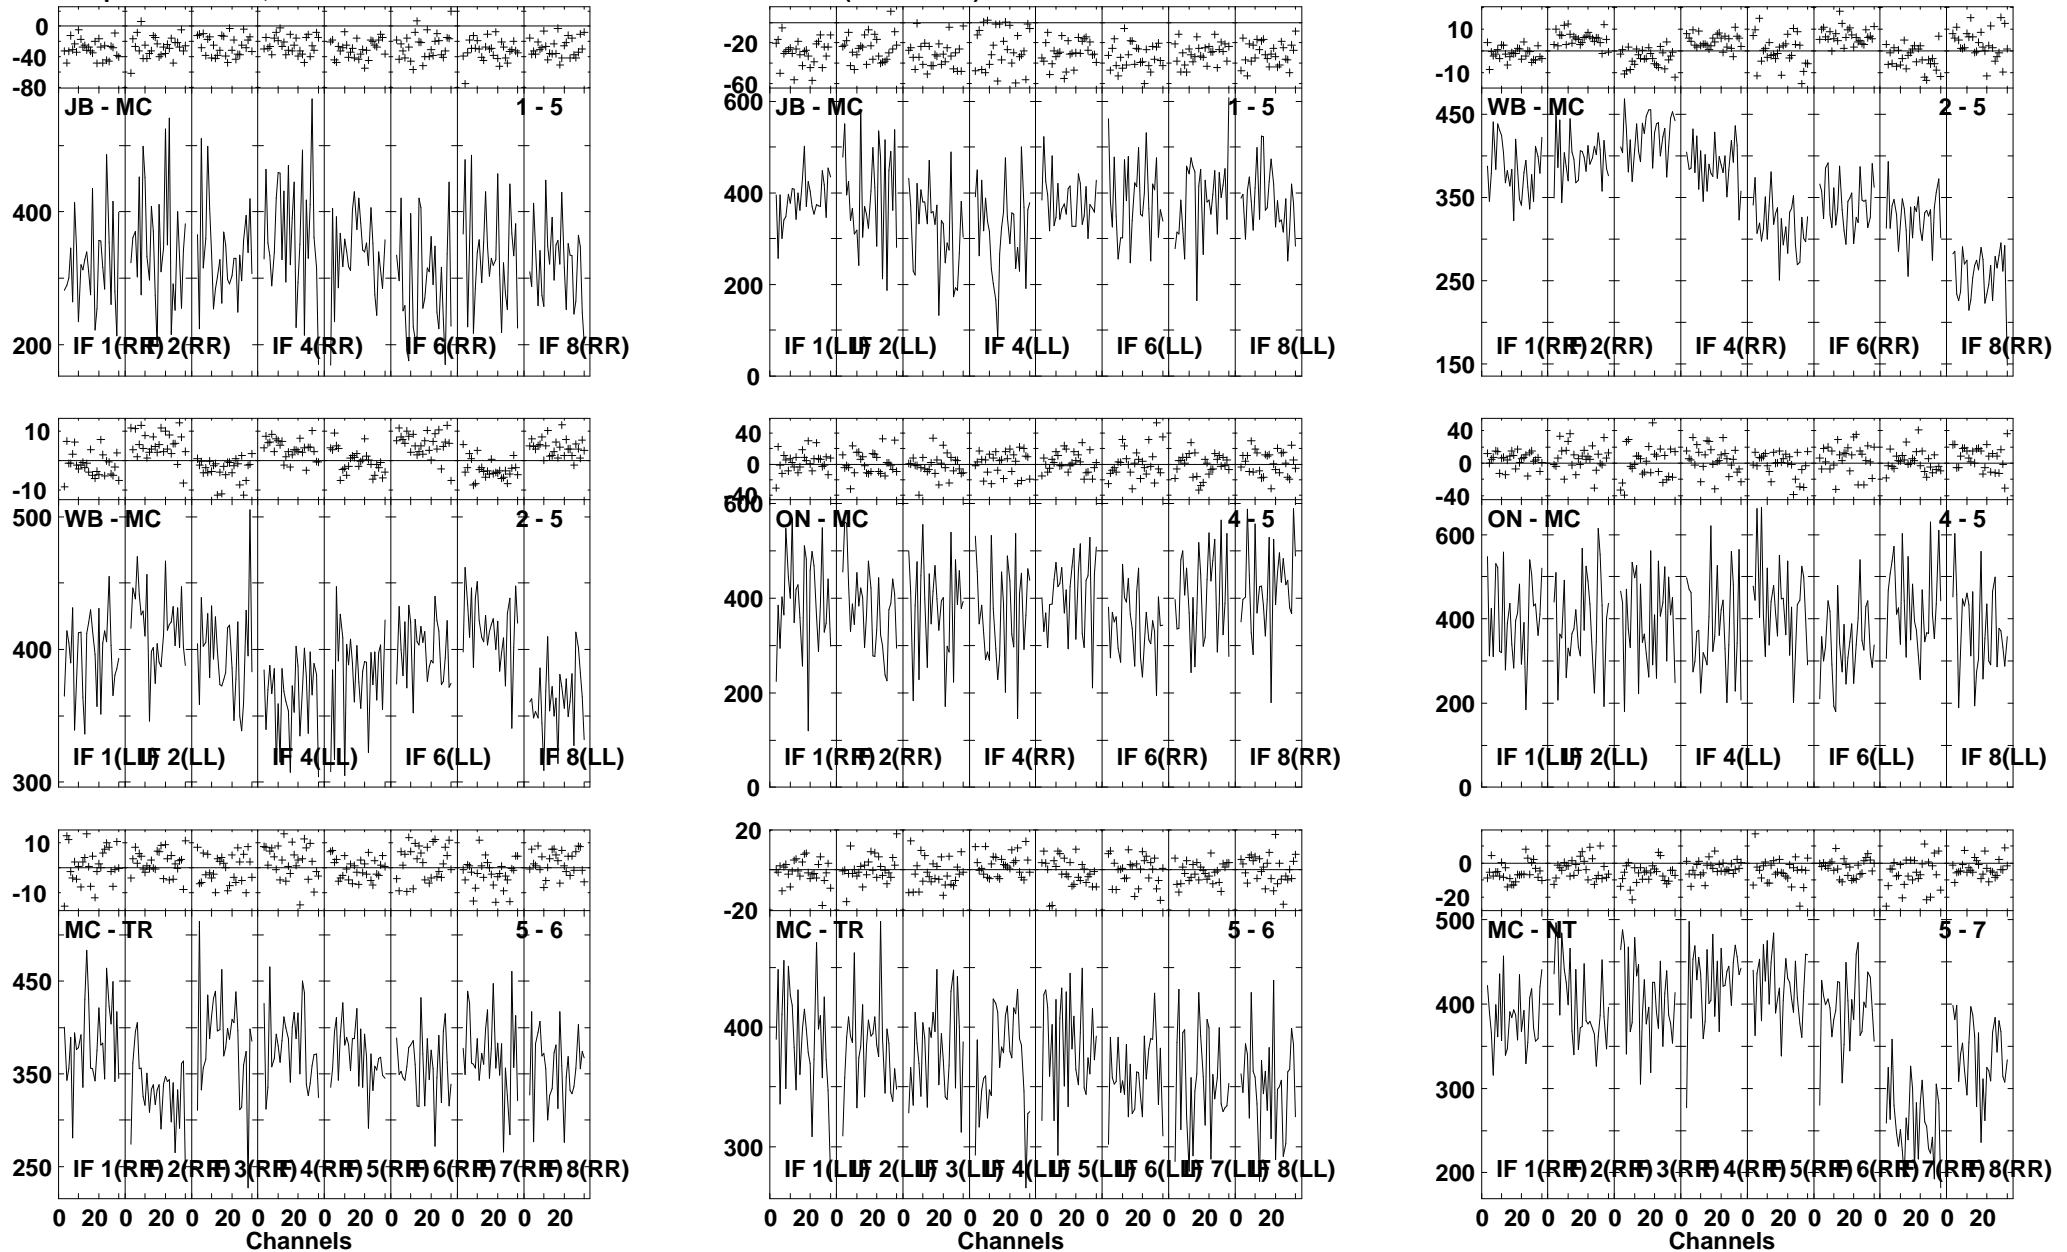 0
-40
-80
JB - MC
1 - 5
400
200
IF 1(RR) IF 2(RR) IF 4(RR) IF 6(RR) IF 8(RR)
-20
-60
600
JB - MC
1 - 5
400
200
0
IF 1(LL) IF 2(LL) IF 4(LL) IF 6(LL) IF 8(LL)
10
-10
WB - MC
2 - 5
450
350
250
150
IF 1(RR) IF 2(RR) IF 4(RR) IF 6(RR) IF 8(RR)
10
-10
500
WB - MC
2 - 5
400
300
IF 1(LL) IF 2(LL) IF 4(LL) IF 6(LL) IF 8(LL)
40
0
-40
600
ON - MC
4 - 5
400
200
0
IF 1(RR) IF 2(RR) IF 4(RR) IF 6(RR) IF 8(RR)
40
0
-40
ON - MC
4 - 5
600
400
200
0
IF 1(LL) IF 2(LL) IF 4(LL) IF 6(LL) IF 8(LL)
10
-10
MC - TR
5 - 6
450
350
250
IF 1(RR) IF 2(RR) IF 3(RR) IF 4(RR) IF 5(RR) IF 6(RR) IF 7(RR) IF 8(RR)
0 20 0 20 0 20 0 20 0 20 0 20 0 20 0 20
Channels
20
0
-20
MC - TR
5 - 6
400
300
IF 1(LL) IF 2(LL) IF 3(LL) IF 4(LL) IF 5(LL) IF 6(LL) IF 7(LL) IF 8(LL)
0 20 0 20 0 20 0 20 0 20 0 20 0 20 0 20
Channels
0
-20
500
MC - NT
5 - 7
400
300
200
IF 1(RR) IF 2(RR) IF 3(RR) IF 4(RR) IF 5(RR) IF 6(RR) IF 7(RR) IF 8(RR)
0 20 0 20 0 20 0 20 0 20 0 20 0 20 0 20
Channels